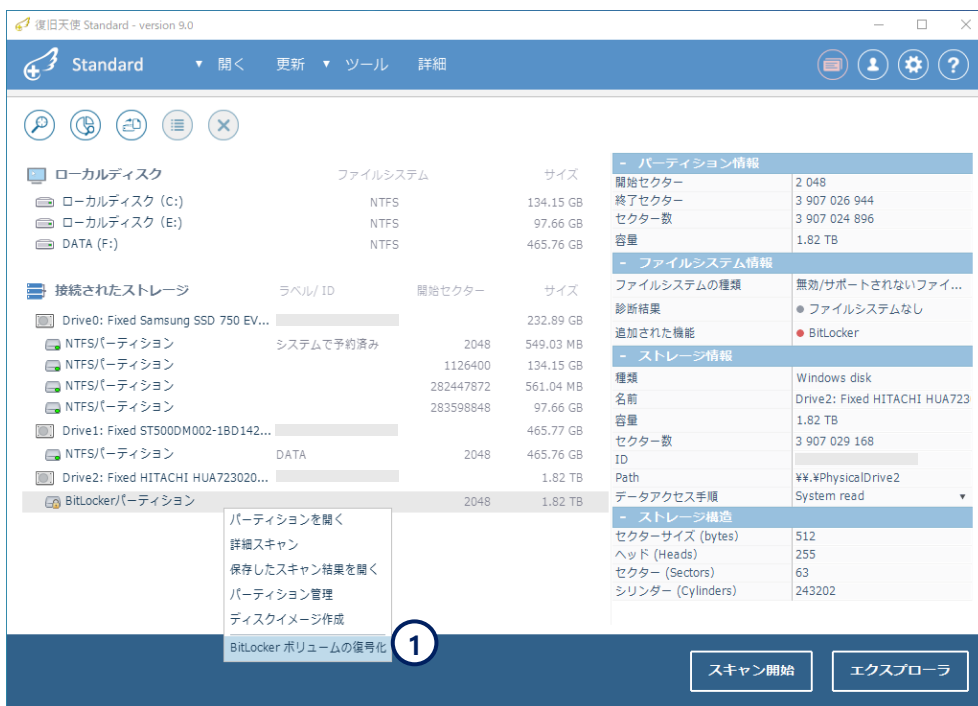 復旧天使 Standard - version 9.0
Standard ▼ 開く 更新 ▼ ツール 詳細
ローカルディスク ファイルシステム サイズ
ローカルディスク (C:) NTFS 134.15 GB
ローカルディスク (E:) NTFS 97.66 GB
DATA (F:) NTFS 465.76 GB
接続されたストレージ ラベル/ ID 開始セクター サイズ
Drive0: Fixed Samsung SSD 750 EV... 232.89 GB
NTFSパーティション システムで予約済み 2048 549.03 MB
NTFSパーティション 1126400 134.15 GB
NTFSパーティション 282447872 561.04 MB
NTFSパーティション 283598848 97.66 GB
Drive1: Fixed ST500DM002-1BD142... 465.77 GB
NTFSパーティション DATA 2048 465.76 GB
Drive2: Fixed HITACHI HUA723020... 1.82 TB
BitLockerパーティション 2048 1.82 TB
パーティションを開く
詳細スキャン
保存したスキャン結果を開く
パーティション管理
ディスクイメージ作成
BitLocker ボリュームの復号化
1
- パーティション情報
開始セクター 2 048
終了セクター 3 907 026 944
セクター数 3 907 024 896
容量 1.82 TB
- ファイルシステム情報
ファイルシステムの種類 無効/サポートされないファイ...
診断結果 ● ファイルシステムなし
追加された機能 ● BitLocker
- ストレージ情報
種類 Windows disk
名前 Drive2: Fixed HITACHI HUA723
容量 1.82 TB
セクター数 3 907 029 168
ID
Path ¥¥.¥PhysicalDrive2
データアクセス手順 System read ▼
- ストレージ構造
セクターサイズ (bytes) 512
ヘッド (Heads) 255
セクター (Sectors) 63
シリンダー (Cylinders) 243202
スキャン開始 エクスプローラ